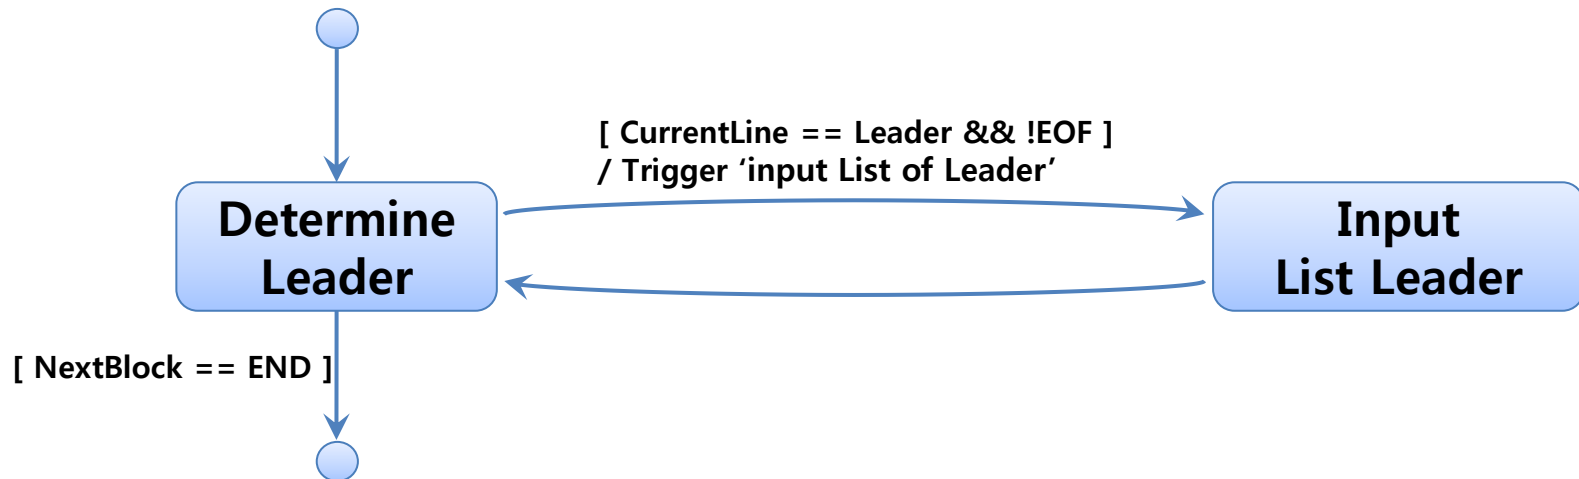 [ CurrentLine == Leader && !EOF ]
/ Trigger ‘input List of Leader’
Determine
Leader
Input
List Leader
[ NextBlock == END ]